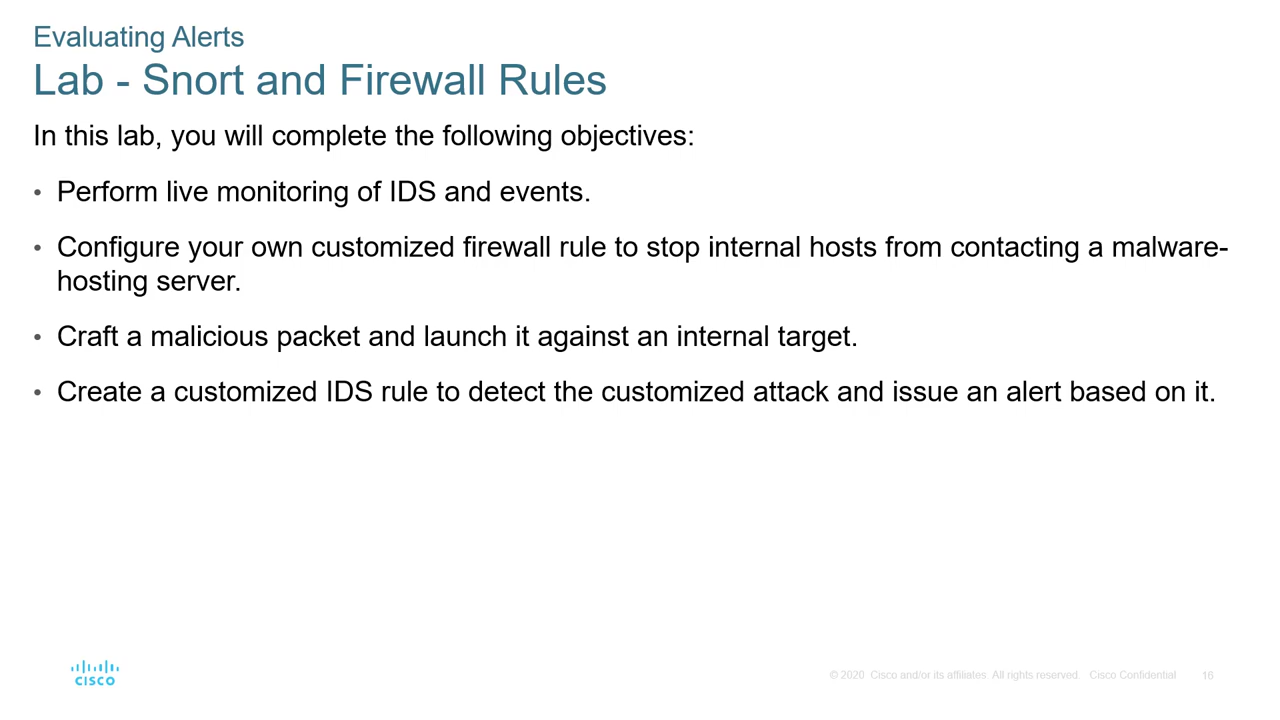 Evaluating Alerts
Lab - Snort and Firewall Rules
In this lab, you will complete the following objectives:
• Perform live monitoring of IDS and events.
• Configure your own customized firewall rule to stop internal hosts from contacting a malware-
hosting server.
• Craft a malicious packet and launch it against an internal target.
• Create a customized IDS rule to detect the customized attack and issue an alert based on it.
CISCO
© 2020 Cisco and/or its affiliates. All rights reserved. Cisco Confidential 16